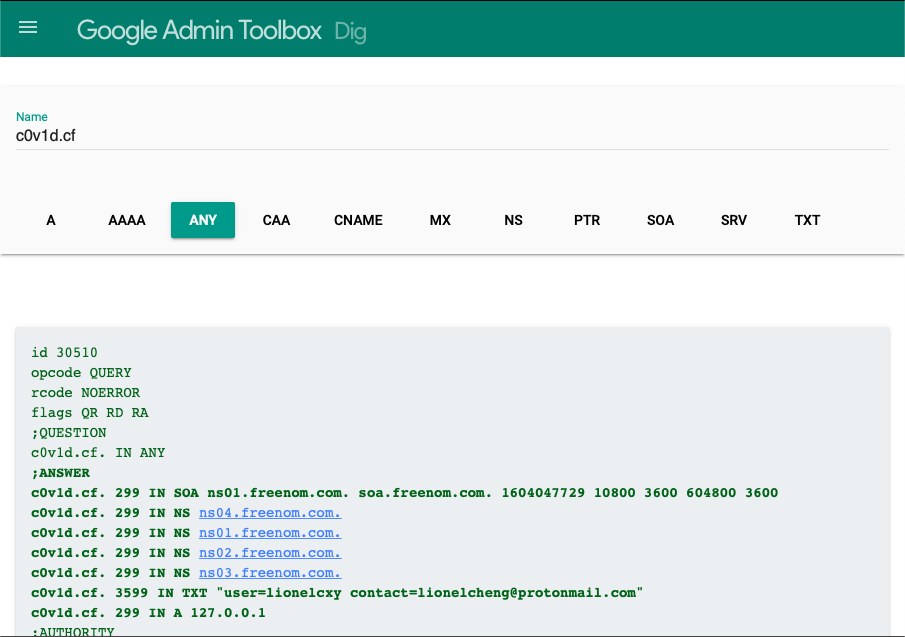 Google Admin Toolbox Dig
Name
c0v1d.cf
A AAAA ANY CAA CNAME MX NS PTR SOA SRV TXT
id 30510
opcode QUERY
rcode NOERROR
flags QR RD RA
;QUESTION
c0v1d.cf. IN ANY
;ANSWER
c0v1d.cf. 299 IN SOA ns01.freenom.com. soa.freenom.com. 1604047729 10800 3600 604800 3600
c0v1d.cf. 299 IN NS ns04.freenom.com.
c0v1d.cf. 299 IN NS ns01.freenom.com.
c0v1d.cf. 299 IN NS ns02.freenom.com.
c0v1d.cf. 299 IN NS ns03.freenom.com.
c0v1d.cf. 3599 IN TXT "user=lionelcxy contact=lionelcheng@protonmail.com"
c0v1d.cf. 299 IN A 127.0.0.1
;AUTHORITY